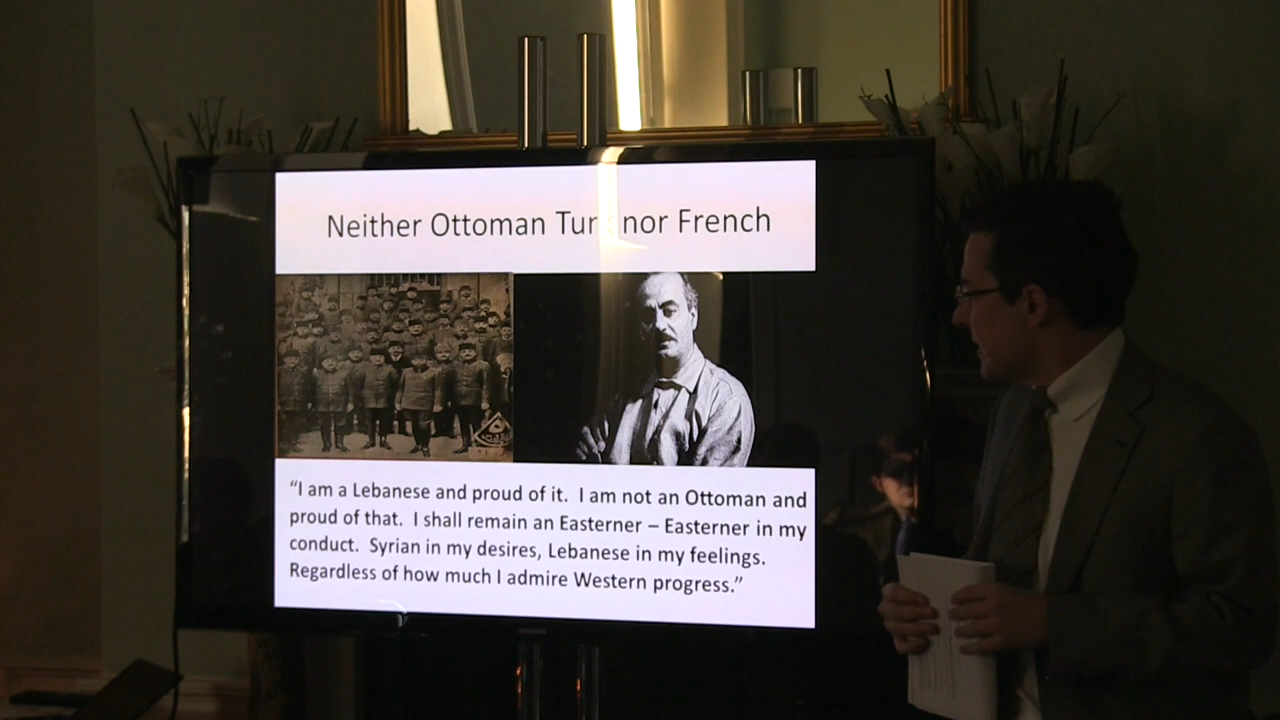 Neither Ottoman Turk nor French
“I am a Lebanese and proud of it. I am not an Ottoman and
proud of that. I shall remain an Easterner – Easterner in my
conduct. Syrian in my desires, Lebanese in my feelings.
Regardless of how much I admire Western progress.”
SAMSUNG